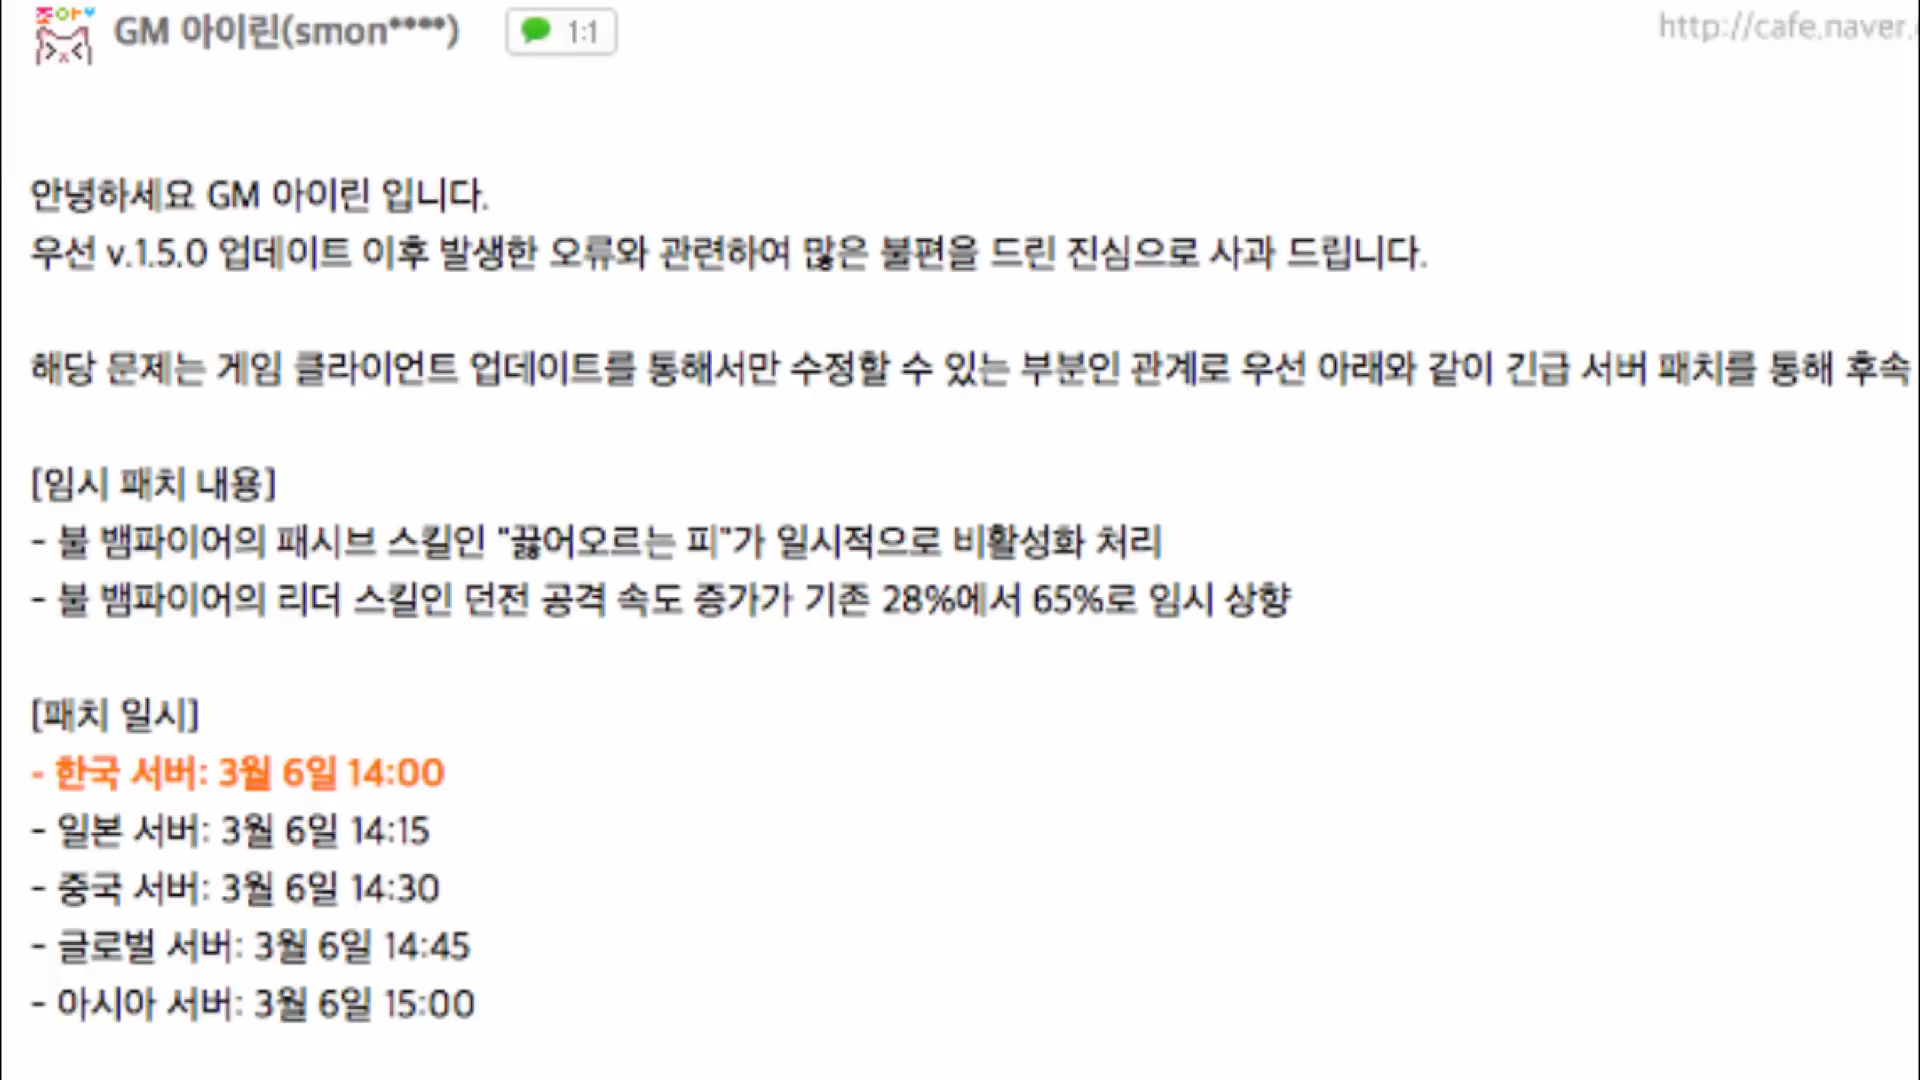 조아
GM 아이린(smon****)
1:1
http://cafe.naver.
안녕하세요 GM 아이린 입니다.
우선 v.1.5.0 업데이트 이후 발생한 오류와 관련하여 많은 불편을 드린 진심으로 사과 드립니다.
해당 문제는 게임 클라이언트 업데이트를 통해서만 수정할 수 있는 부분인 관계로 우선 아래와 같이 긴급 서버 패치를 통해 후속
[임시 패치 내용]
- 불 뱀파이어의 패시브 스킬인 "끓어오르는 피"가 일시적으로 비활성화 처리
- 불 뱀파이어의 리더 스킬인 던전 공격 속도 증가가 기존 28%에서 65%로 임시 상향
[패치 일시]
- 한국 서버: 3월 6일 14:00
- 일본 서버: 3월 6일 14:15
- 중국 서버: 3월 6일 14:30
- 글로벌 서버: 3월 6일 14:45
- 아시아 서버: 3월 6일 15:00